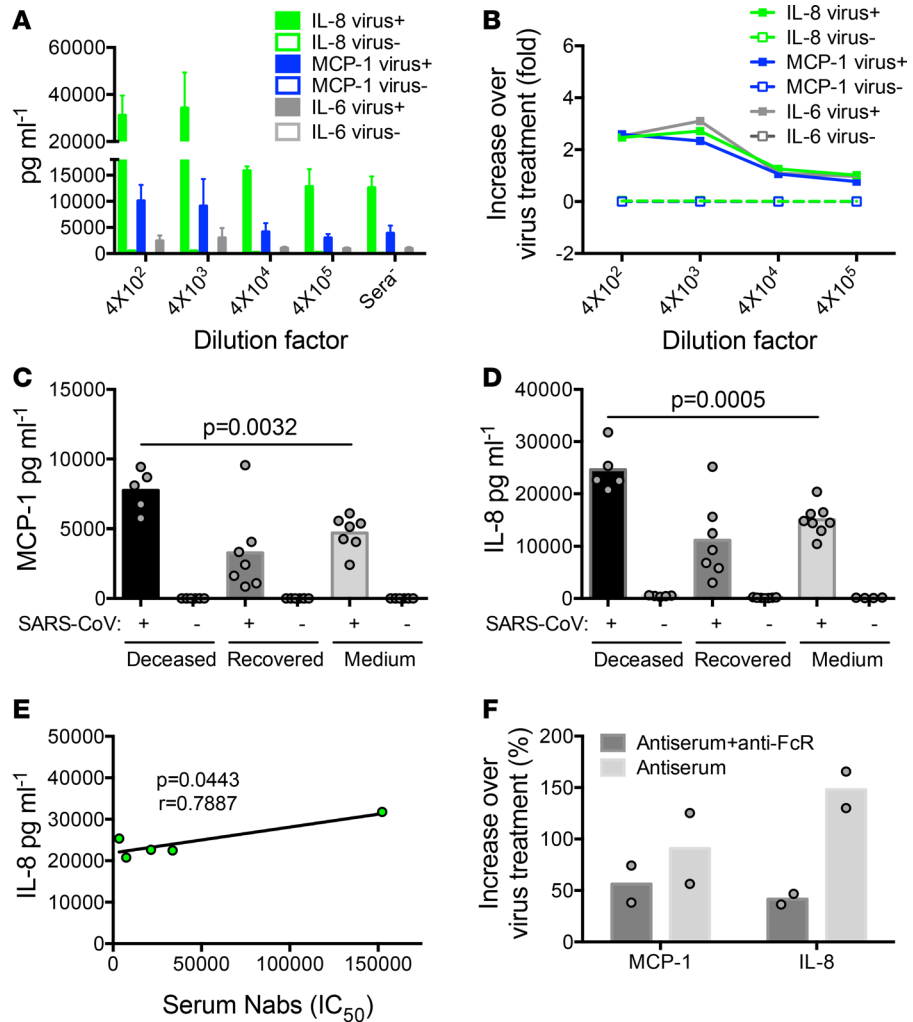 A
IL-8 virus+
IL-8 virus-
MCP-1 virus+
MCP-1 virus-
IL-6 virus+
IL-6 virus-
pg ml-1
60000
40000
20000
15000
10000
5000
0
4X10²
4X10³
4X10⁴
4X10⁵
Sera-
Dilution factor
B
IL-8 virus+
IL-8 virus-
MCP-1 virus+
MCP-1 virus-
IL-6 virus+
IL-6 virus-
Increase over
virus treatment (fold)
6
4
2
0
-2
4X10²
4X10³
4X10⁴
4X10⁵
Dilution factor
C
MCP-1 pg ml-1
15000
10000
5000
0
p=0.0032
SARS-CoV: + - + - + -
Deceased Recovered Medium
D
IL-8 pg ml-1
40000
30000
20000
10000
0
p=0.0005
SARS-CoV: + - + - + -
Deceased Recovered Medium
E
IL-8 pg ml-1
50000
40000
30000
20000
10000
0
p=0.0443
r=0.7887
0 50000 100000 150000
Serum Nabs (IC50)
F
Increase over
virus treatment (%)
200
150
100
50
0
Antiserum+anti-FcR
Antiserum
MCP-1 IL-8